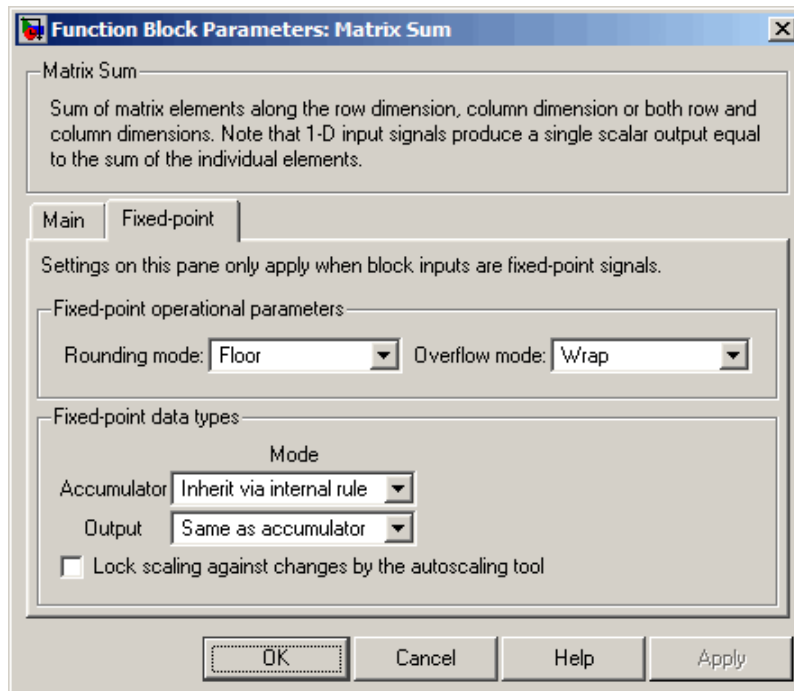 Function Block Parameters: Matrix Sum
Matrix Sum
Sum of matrix elements along the row dimension, column dimension or both row and
column dimensions. Note that 1-D input signals produce a single scalar output equal
to the sum of the individual elements.
Main Fixed-point
Settings on this pane only apply when block inputs are fixed-point signals.
Fixed-point operational parameters
Rounding mode: Floor Overflow mode: Wrap
Fixed-point data types
Mode
Accumulator Inherit via internal rule
Output Same as accumulator
Lock scaling against changes by the autoscaling tool
OK Cancel Help Apply